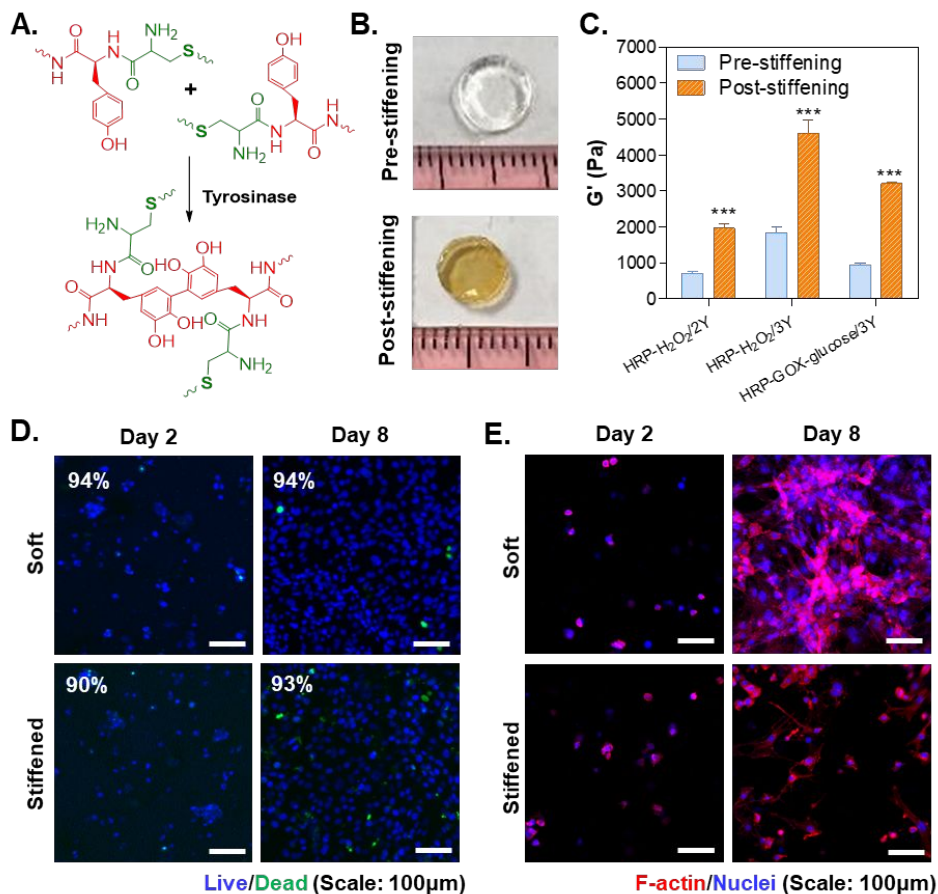 A.
O
H
N
NH2
S
N
H
O
OH
+
OH
S
O
H
N
NH2
O
H
N
Tyrosinase
S
H2N
HN
O
OH
HO
H
N
O
O
NH
OH
HO
HN
O
S
NH2
B.
Pre-stiffening
Post-stiffening
C.
G' (Pa)
7000
6000
5000
4000
3000
2000
1000
0
Pre-stiffening
Post-stiffening
***
***
***
HRP-H2O2/2Y
HRP-H2O2/3Y
HRP-GOX-glucose/3Y
D.
Day 2
Day 8
Soft
94%
94%
Stiffened
90%
93%
Live/Dead (Scale: 100µm)
E.
Day 2
Day 8
Soft
Stiffened
F-actin/Nuclei (Scale: 100µm)